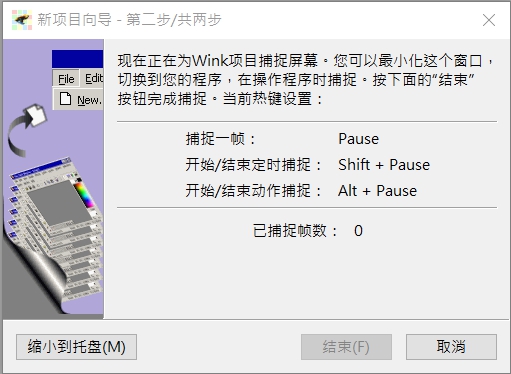 新项目向导 - 第二步/共两步
现在正在为Wink项目捕捉屏幕。您可以最小化这个窗口，
切换到您的程序，在操作程序时捕捉。按下面的“结束”
按钮完成捕捉。当前热键设置：
File Edit
New..
捕捉一帧： Pause
开始/结束定时捕捉： Shift + Pause
开始/结束动作捕捉： Alt + Pause
已捕捉帧数： 0
缩小到托盘(M) 结束(F) 取消